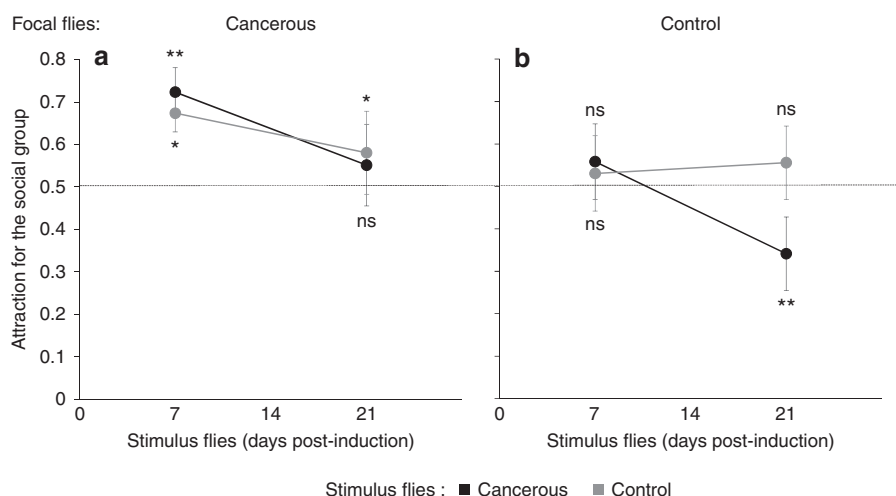 Focal flies: Cancerous Control
a b
** * * ns
ns ns ns **
Attraction for the social group
0.8
0.7
0.6
0.5
0.4
0.3
0.2
0.1
0
0 7 14 21 0 7 14 21
Stimulus flies (days post-induction) Stimulus flies (days post-induction)
Stimulus flies : Cancerous Control